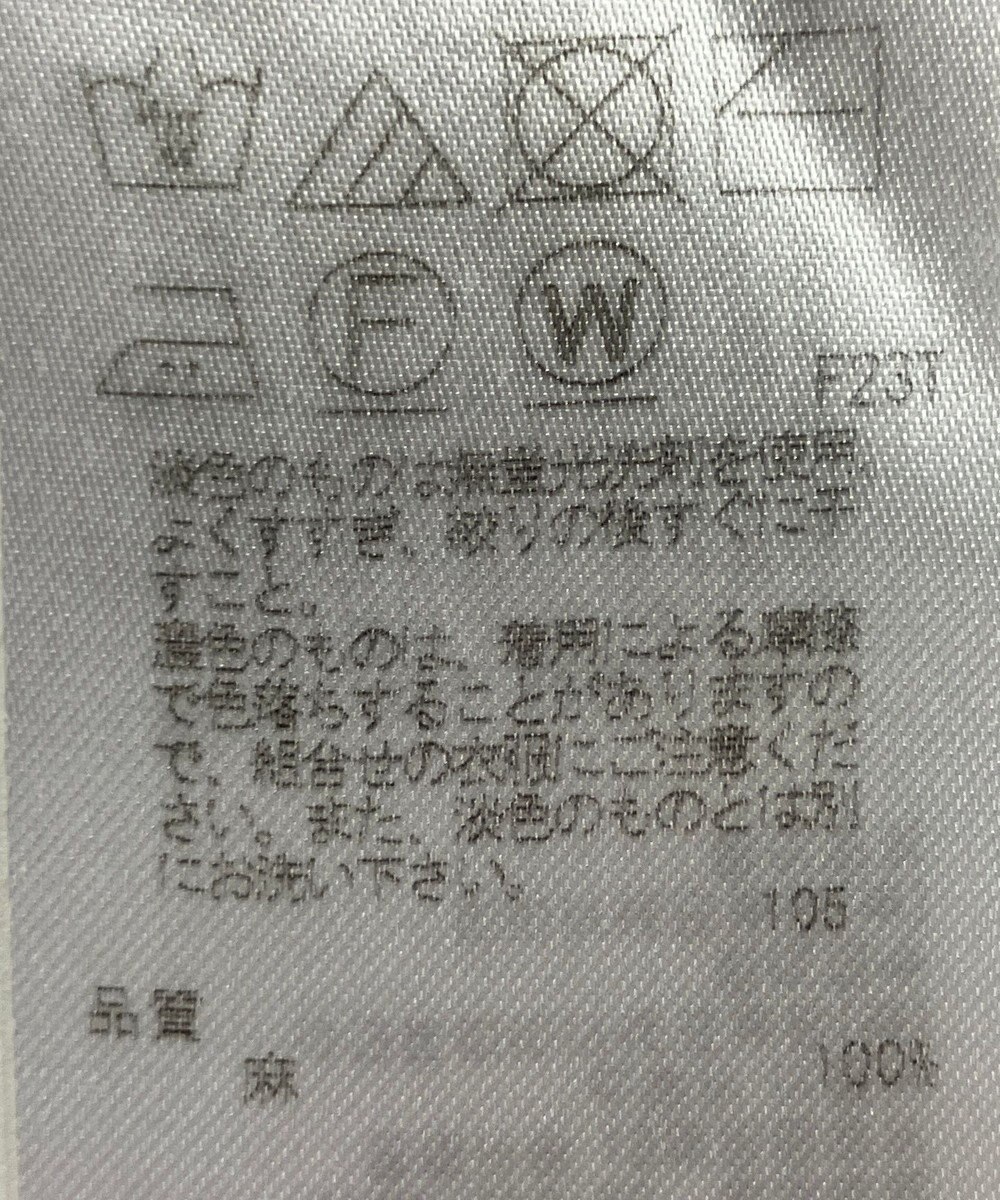 F
W
F23T
淡色のものは無蛍光洗剤を使用、
よくすすぎ、絞りの後すぐに干
すこと。
濃色のものは、着用による摩擦
で色落ちすることがありますの
で、組合せの衣服にご注意くだ
さい。また、淡色のものとは別
にお洗い下さい。
105
品質
麻 100%